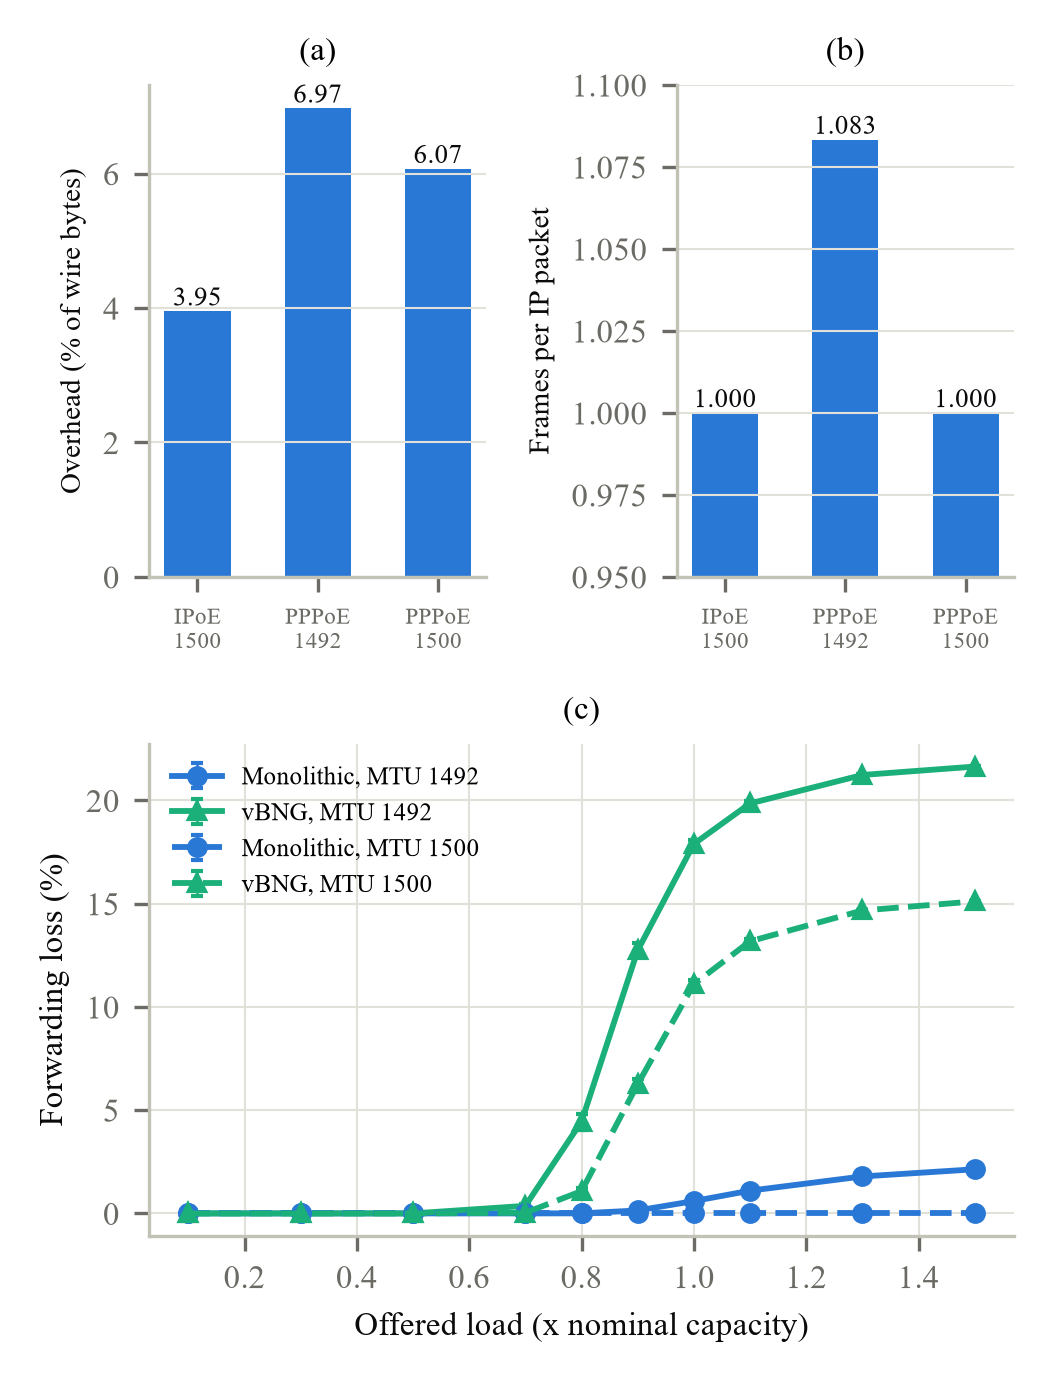 (a)
6.97
6.07
3.95
Overhead (% of wire bytes)
6
4
2
0
IPoE
1500
PPPoE
1492
PPPoE
1500
(b)
1.083
1.000
1.000
Frames per IP packet
1.100
1.075
1.050
1.025
1.000
0.975
0.950
IPoE
1500
PPPoE
1492
PPPoE
1500
(c)
Monolithic, MTU 1492
vBNG, MTU 1492
Monolithic, MTU 1500
vBNG, MTU 1500
Forwarding loss (%)
20
15
10
5
0
0.2 0.4 0.6 0.8 1.0 1.2 1.4
Offered load (x nominal capacity)